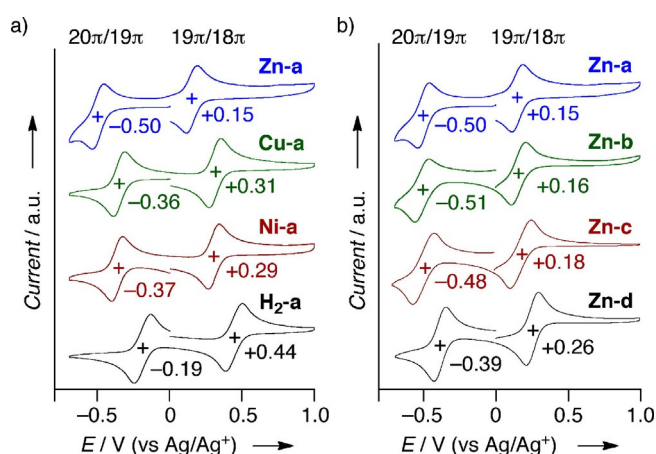 a)
20π/19π 19π/18π
Zn-a
−0.50 +0.15
Cu-a
−0.36 +0.31
Ni-a
−0.37 +0.29
H₂-a
−0.19 +0.44
Current / a.u.
−0.5 0 0.5 1.0
E / V (vs Ag/Ag⁺)
b)
20π/19π 19π/18π
Zn-a
−0.50 +0.15
Zn-b
−0.51 +0.16
Zn-c
−0.48 +0.18
Zn-d
−0.39 +0.26
Current / a.u.
−0.5 0 0.5 1.0
E / V (vs Ag/Ag⁺)